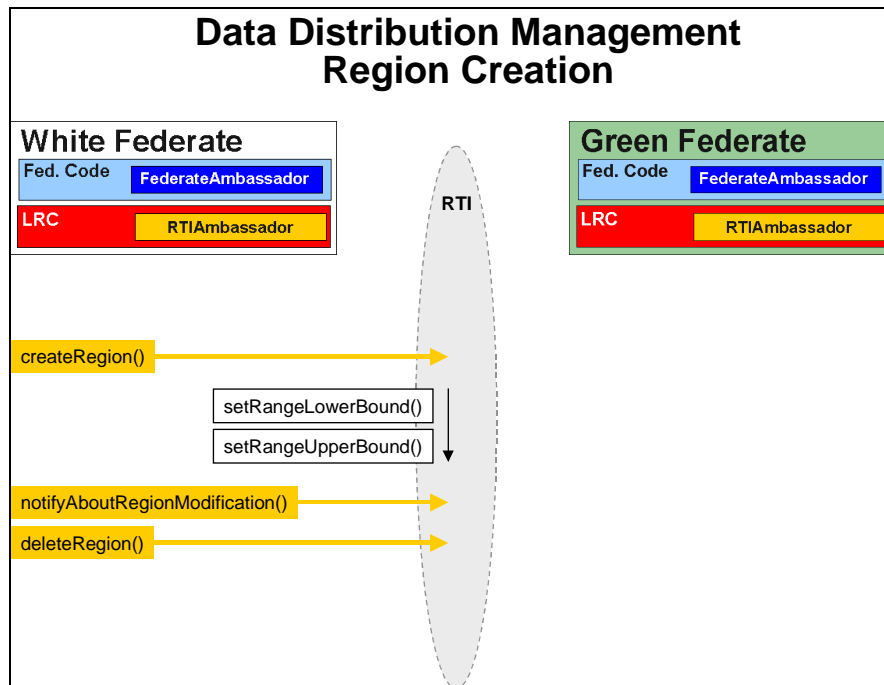 Data Distribution Management
Region Creation
White Federate
Fed. Code
FederateAmbassador
LRC
RTIAmbassador
RTI
Green Federate
Fed. Code
FederateAmbassador
LRC
RTIAmbassador
createRegion()
setRangeLowerBound()
setRangeUpperBound()
notifyAboutRegionModification()
deleteRegion()